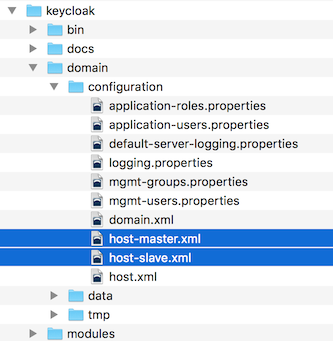 keycloak
bin
docs
domain
configuration
application-roles.properties
application-users.properties
default-server-logging.properties
logging.properties
mgmt-groups.properties
mgmt-users.properties
domain.xml
host-master.xml
host-slave.xml
host.xml
data
tmp
modules